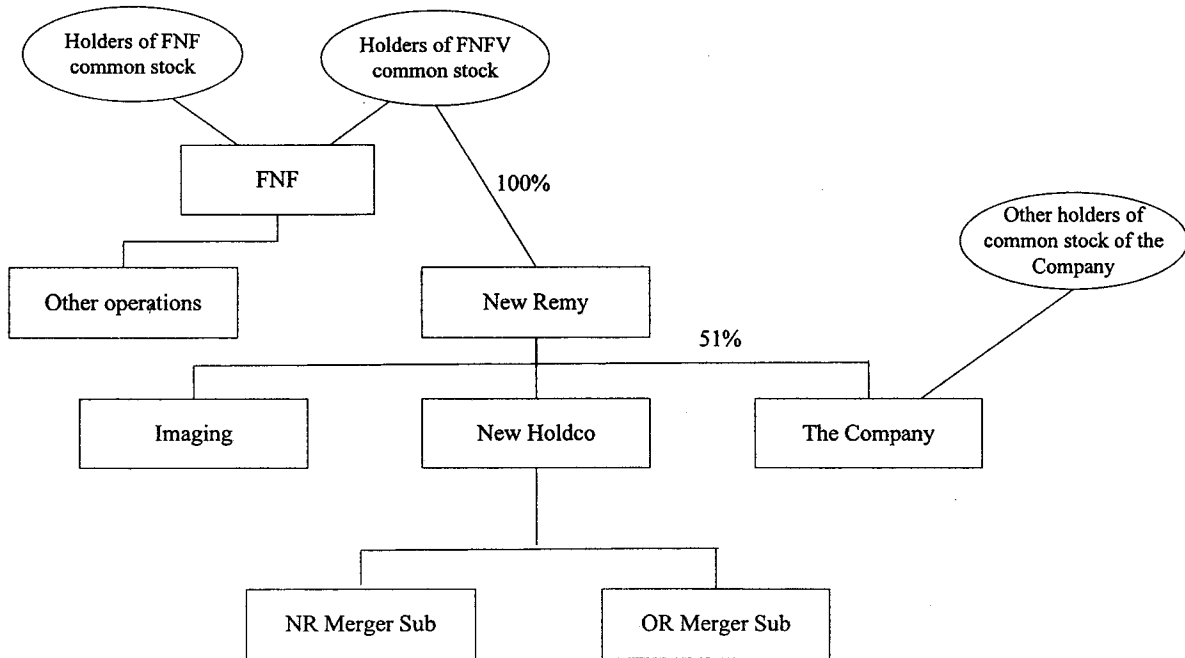 Holders of FNF
common stock
Holders of FNFV
common stock
FNF
100%
Other holders of
common stock of the
Company
Other operations
New Remy
51%
Imaging
New Holdco
The Company
NR Merger Sub
OR Merger Sub